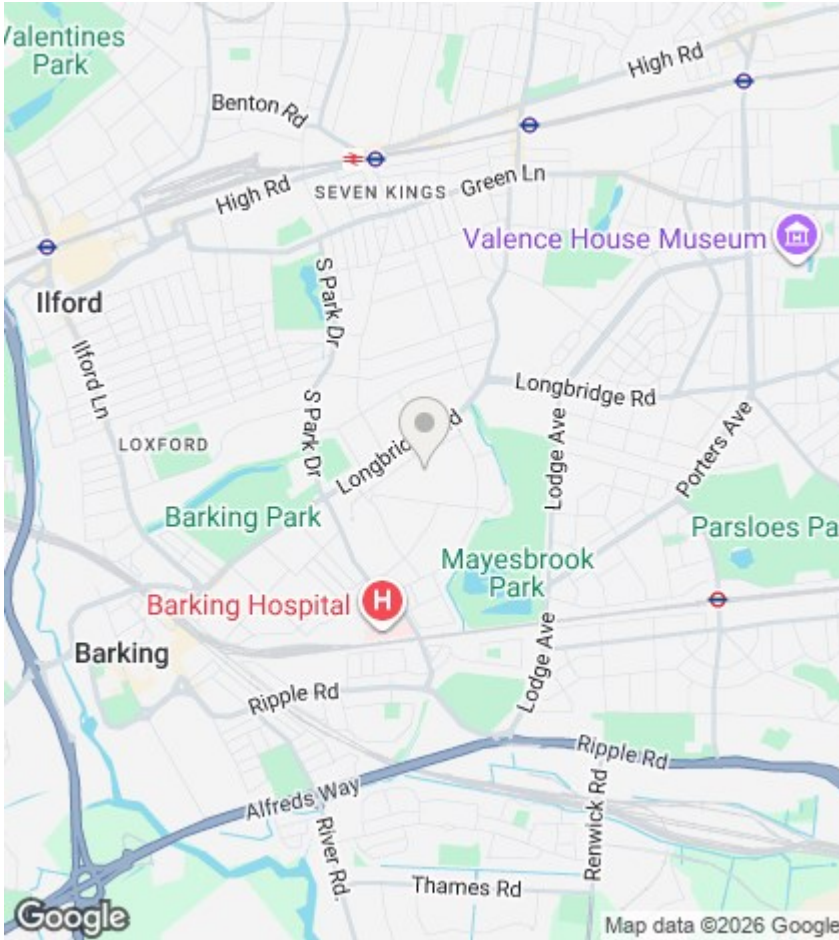 Valentines
Park
High Rd
Benton Rd
SEVEN KINGS
Green Ln
High Rd
Valence House Museum
Ilford
S Park Dr
Ilford Ln
Longbridge Rd
S Park Dr
Lodge Ave
Porters Ave
LOXFORD
Longbri
d
Barking Park
Parsloes Pa
Mayesbrook
Park
Barking Hospital
H
Barking
Lodge Ave
Ripple Rd
Ripple Rd
Alfreds Way
River Rd.
Renwick Rd
Thames Rd
Google
Map data ©2026 Google